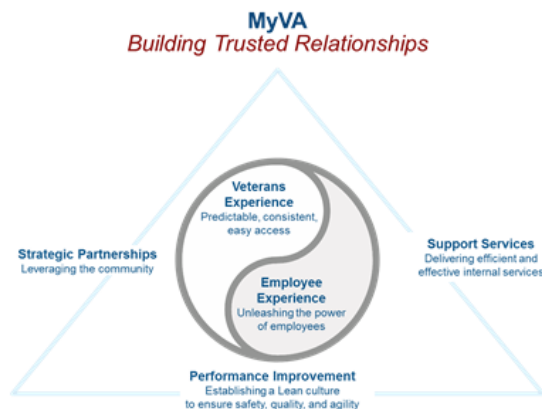 MyVA
Building Trusted Relationships
Veterans
Experience
Predictable, consistent,
easy access
Strategic Partnerships
Leveraging the community
Support Services
Delivering efficient and
effective internal services
Employee
Experience
Unleashing the power
of employees
Performance Improvement
Establishing a Lean culture
to ensure safety, quality, and agility